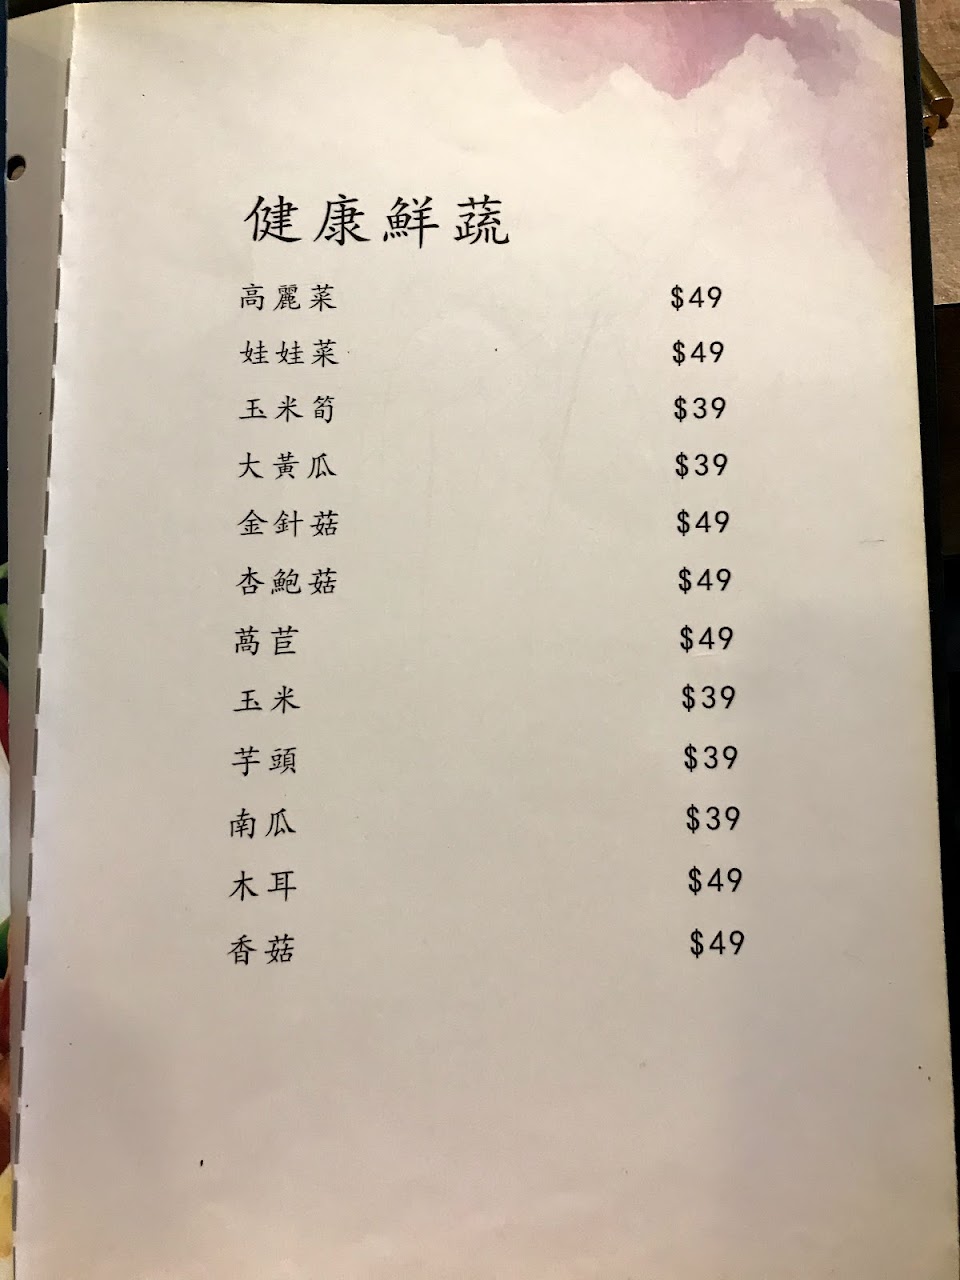 健康鮮蔬
高麗菜 $49
娃娃菜 $49
玉米筍 $39
大黃瓜 $39
金針菇 $49
杏鮑菇 $49
萵苣 $49
玉米 $39
芋頭 $39
南瓜 $39
木耳 $49
香菇 $49